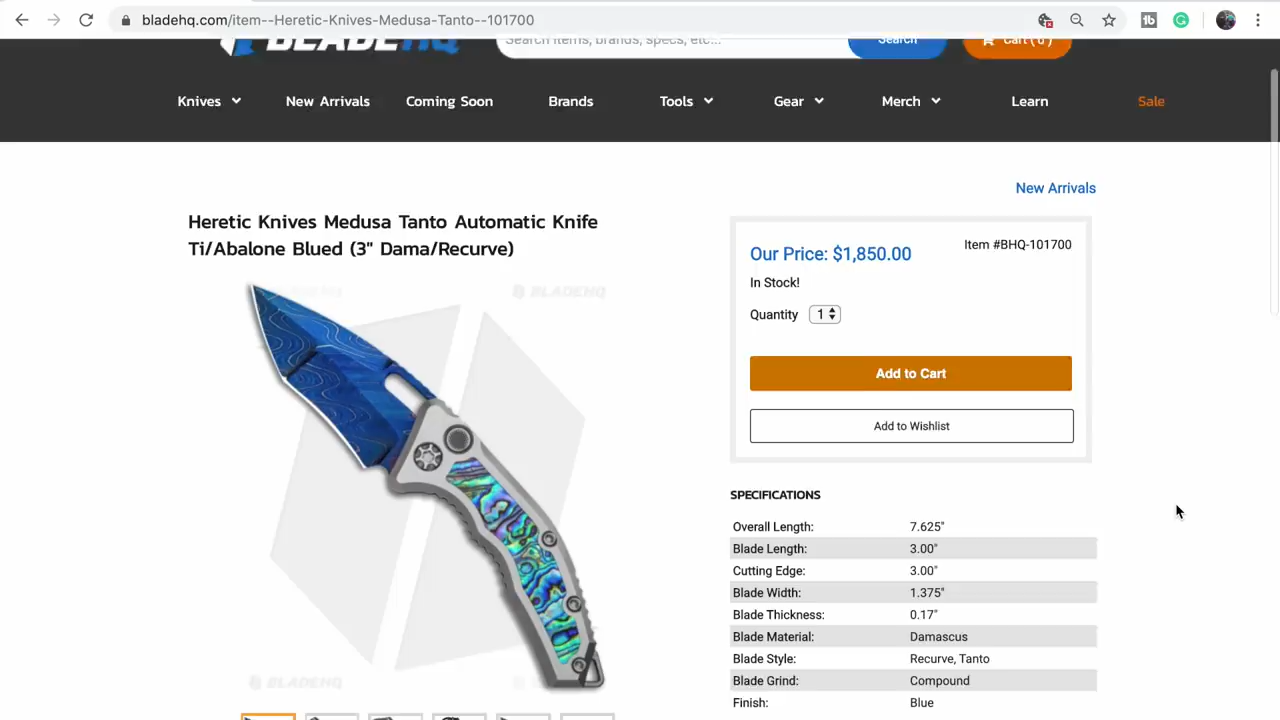 bladehq.com/item--Heretic-Knives-Medusa-Tanto--101700
BLADEHQ
Search items, brands, specs, etc...
Search
Cart ( 0 )
Knives
New Arrivals
Coming Soon
Brands
Tools
Gear
Merch
Learn
Sale
New Arrivals
Heretic Knives Medusa Tanto Automatic Knife
Ti/Abalone Blued (3" Dama/Recurve)
BLADEHQ
BLADEHQ
Our Price: $1,850.00
Item #BHQ-101700
In Stock!
Quantity
1
Add to Cart
Add to Wishlist
SPECIFICATIONS
Overall Length: 7.625"
Blade Length: 3.00"
Cutting Edge: 3.00"
Blade Width: 1.375"
Blade Thickness: 0.17"
Blade Material: Damascus
Blade Style: Recurve, Tanto
Blade Grind: Compound
Finish: Blue